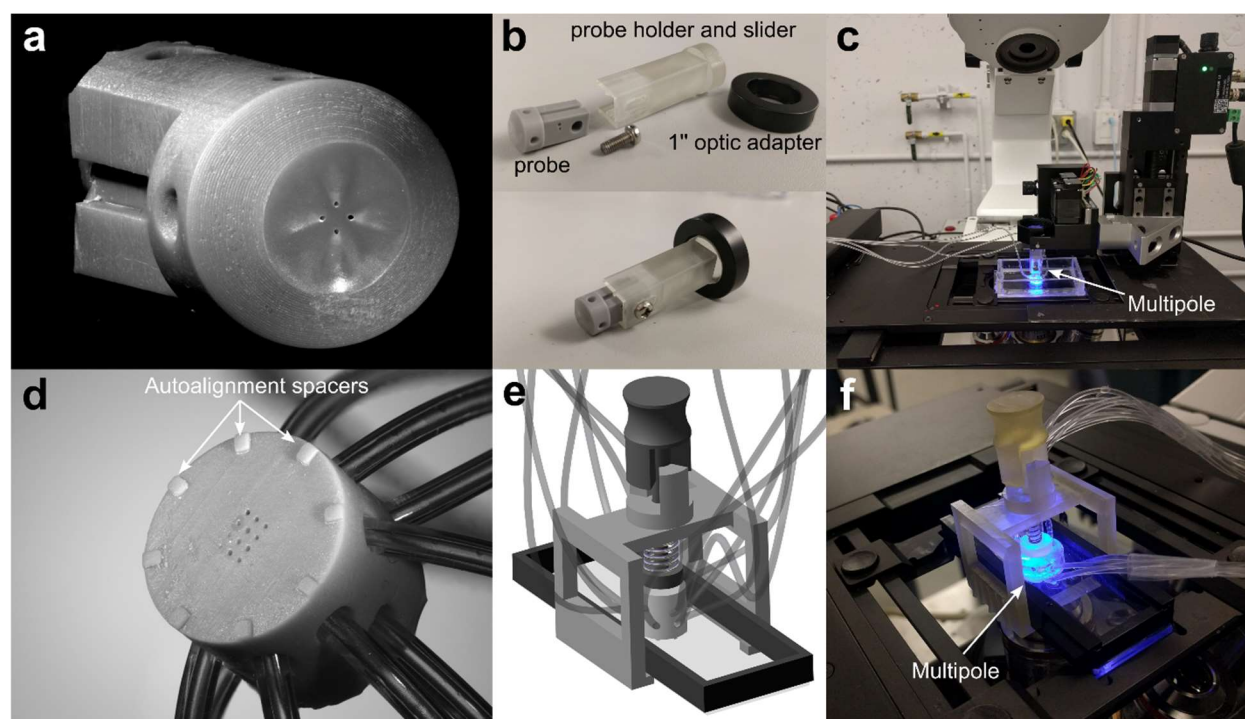 a
b
probe holder and slider
probe
1" optic adapter
c
Multipole
d
Autoalignment spacers
e
f
Multipole